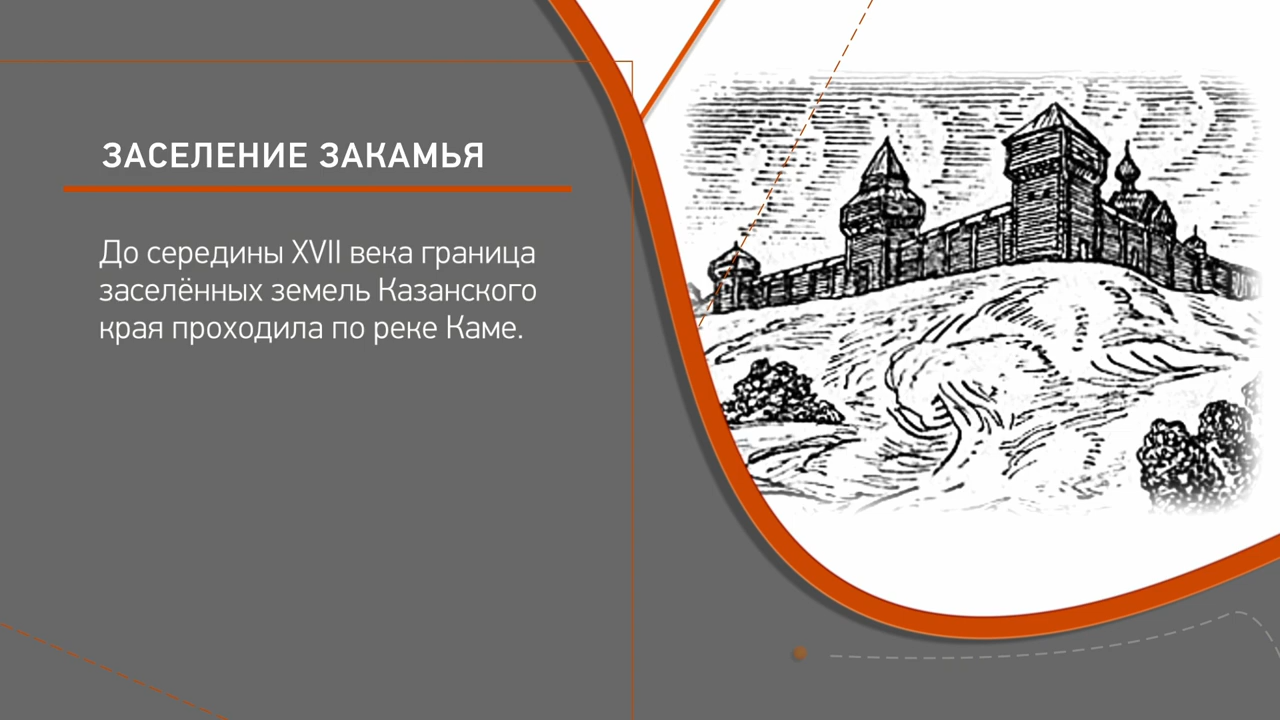 ЗАСЕЛЕНИЕ ЗАКАМЬЯ
До середины XVII века граница
заселённых земель Казанского
края проходила по реке Каме.